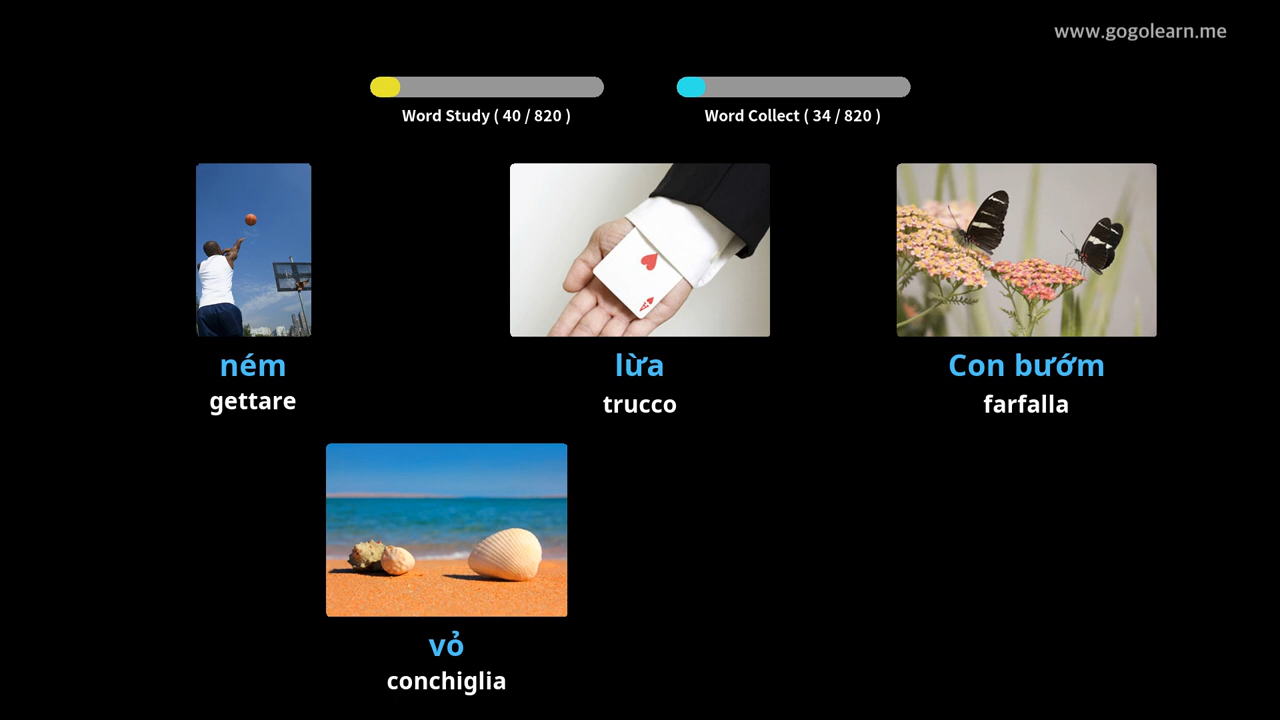 www.gogolearn.me
Word Study ( 40 / 820 )
Word Collect ( 34 / 820 )
ném
gettare
lừa
trucco
Con bướm
farfalla
vỏ
conchiglia